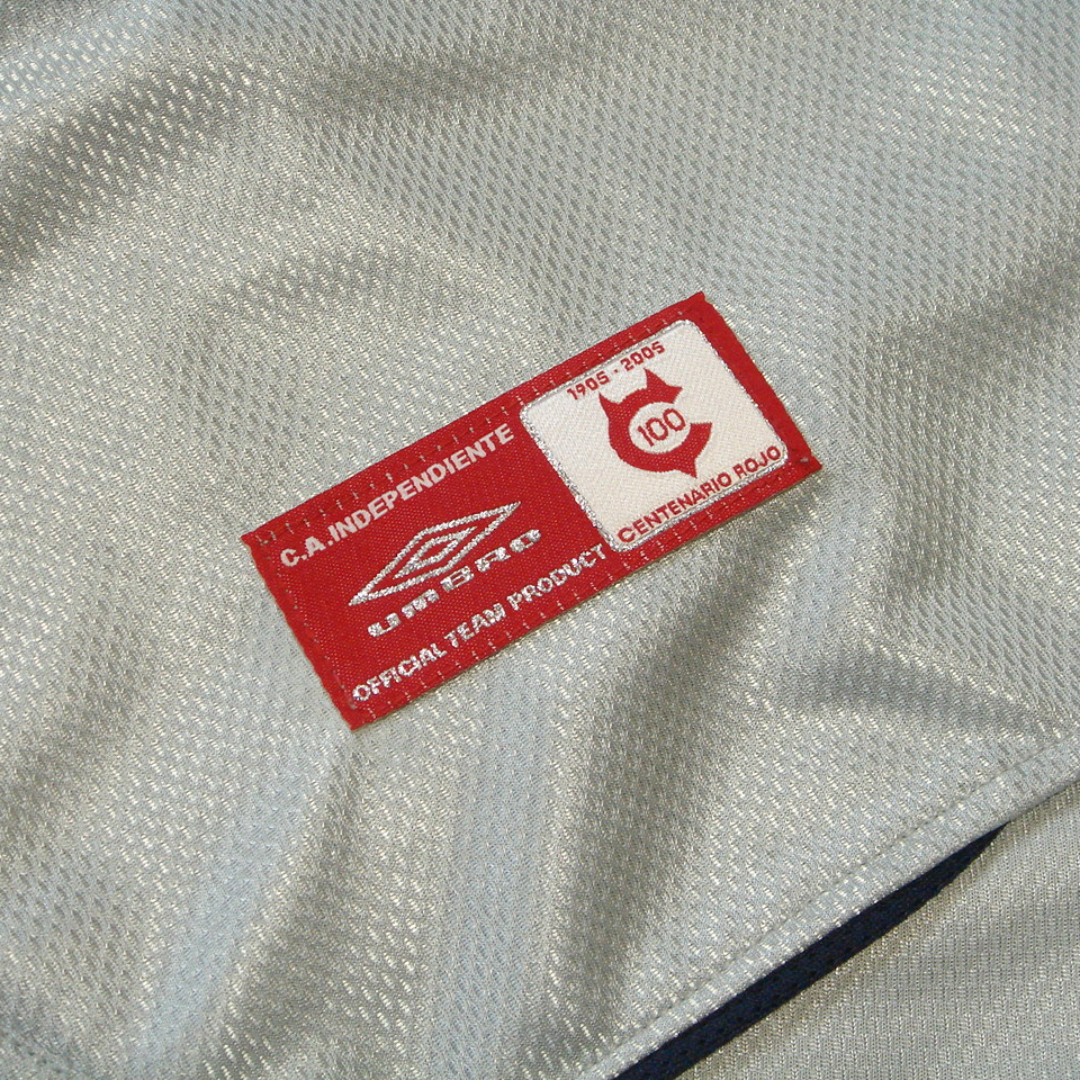 C.A.INDEPENDIENTE
UMBRO
OFFICIAL TEAM PRODUCT
1905 - 2005
100
CENTENARIO ROJO